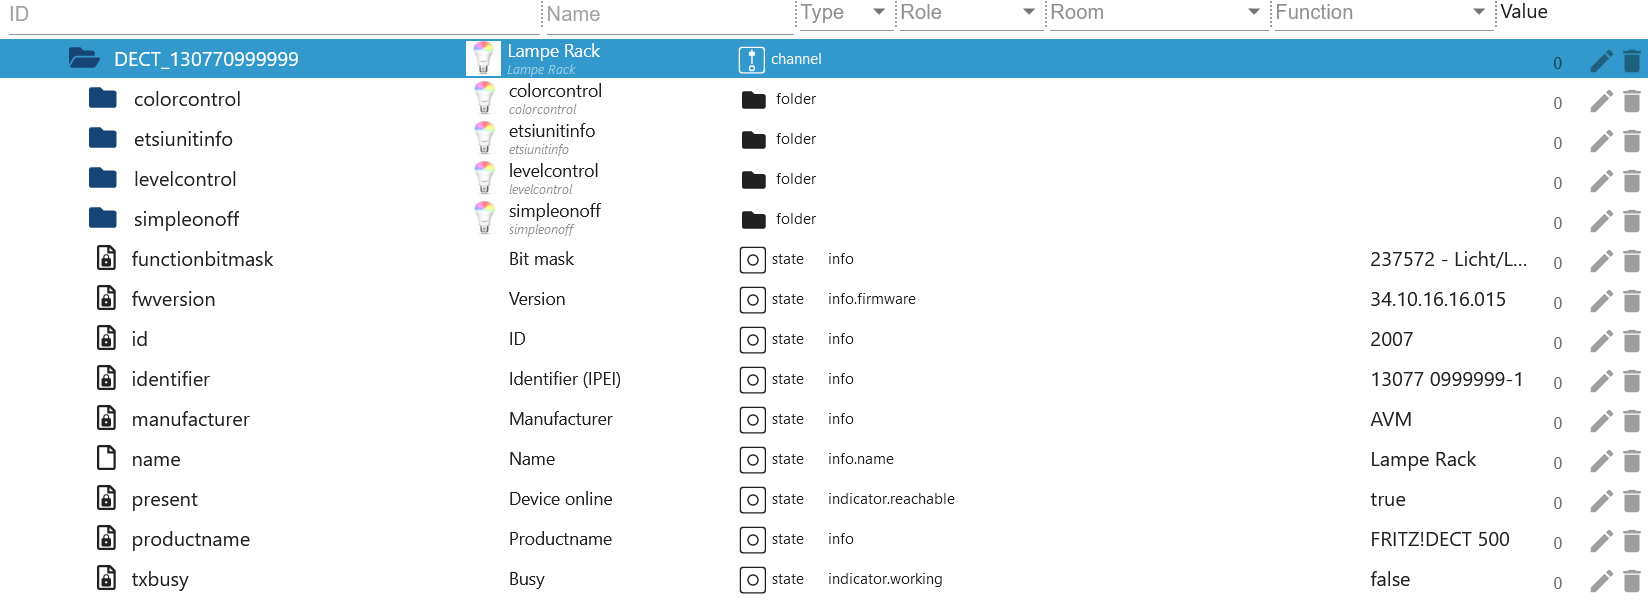 ID Name Type Role Room Function Value
DECT_130770999999 Lampe Rack channel 0
Lampe Rack
colorcontrol colorcontrol folder 0
colorcontrol
etsiunitinfo etsiunitinfo folder 0
etsiunitinfo
levelcontrol levelcontrol folder 0
levelcontrol
simpleonoff simpleonoff folder 0
simpleonoff
functionbitmask Bit mask state info 237572 - Licht/L... 0
fwversion Version state info.firmware 34.10.16.16.015 0
id ID state info 2007 0
identifier Identifier (IPEI) state info 13077 0999999-1 0
manufacturer Manufacturer state info AVM 0
name Name state info.name Lampe Rack 0
present Device online state indicator.reachable true 0
productname Productname state info FRITZ!DECT 500 0
txbusy Busy state indicator.working false 0